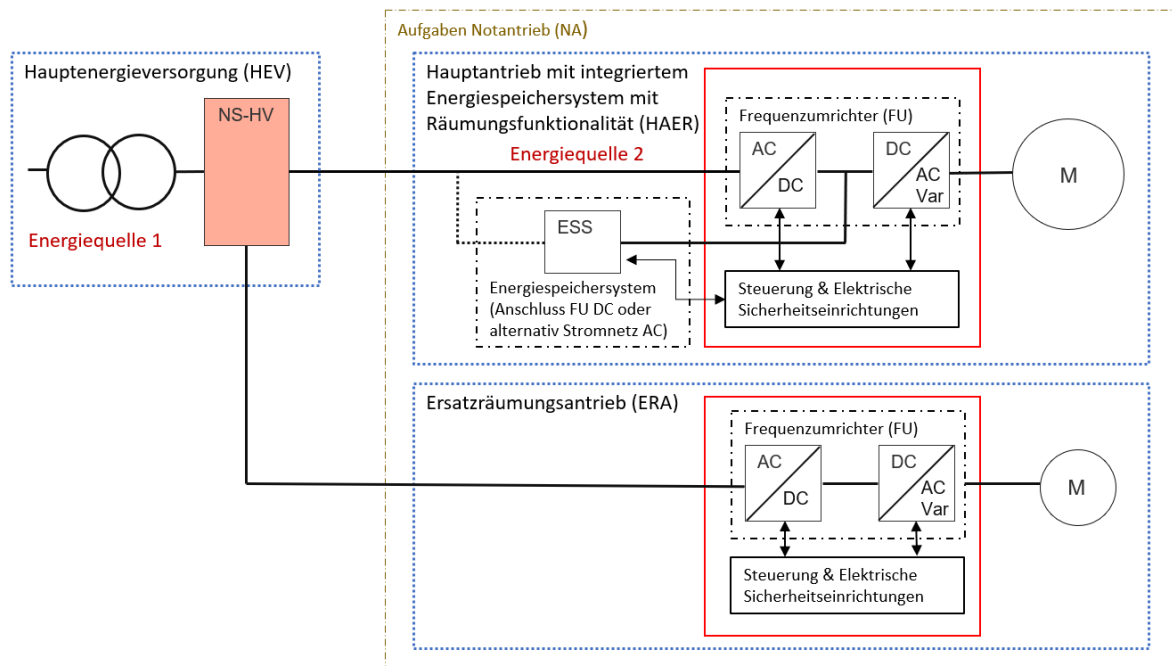 Aufgaben Notantrieb (NA)
Hauptenergieversorgung (HEV)
NS-HV
Energiequelle 1
Hauptantrieb mit integriertem
Energiespeichersystem mit
Räumungsfunktionalität (HAER)
Energiequelle 2
Frequenzumrichter (FU)
AC
DC
DC
AC
Var
M
ESS
Energiespeichersystem
(Anschluss FU DC oder
alternativ Stromnetz AC)
Steuerung & Elektrische
Sicherheitseinrichtungen
Ersatzräumungsantrieb (ERA)
Frequenzumrichter (FU)
AC
DC
DC
AC
Var
M
Steuerung & Elektrische
Sicherheitseinrichtungen